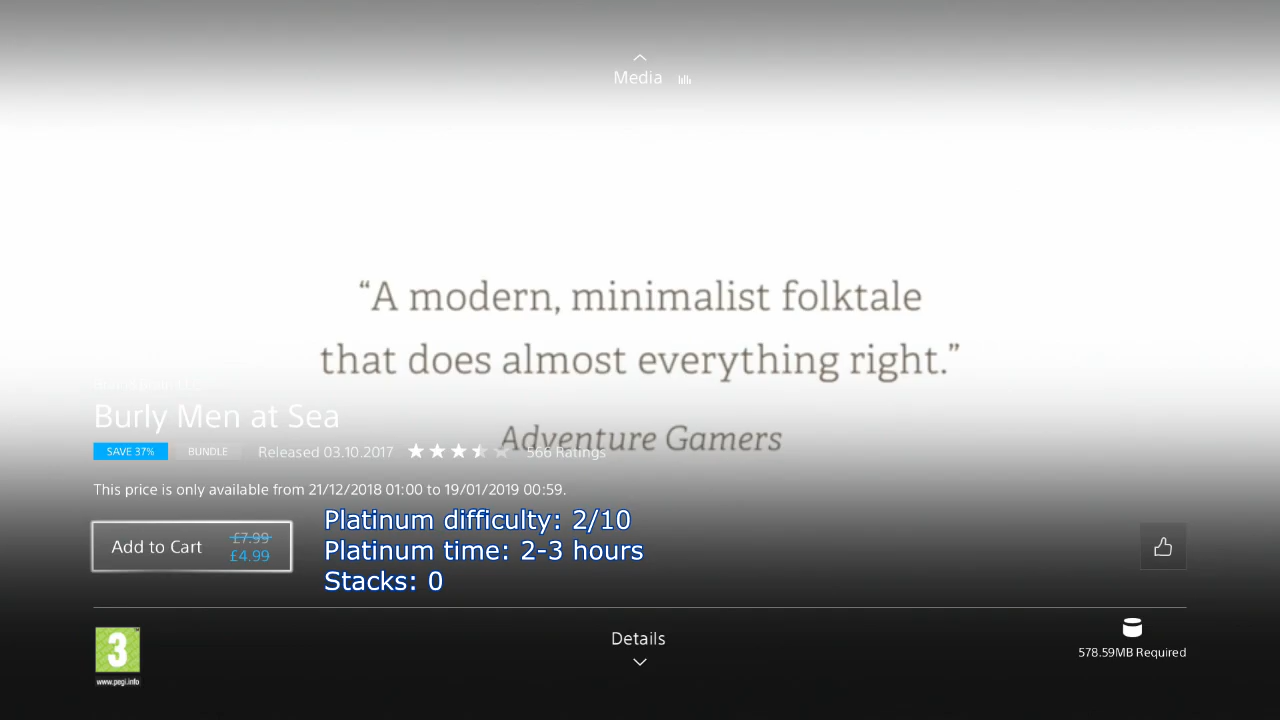 Media
“A modern, minimalist folktale
that does almost everything right.”
Adventure Gamers
Burly Men at Sea
SAVE 37% BUNDLE Released 03.10.2017 566 Ratings
This price is only available from 21/12/2018 01:00 to 19/01/2019 00:59.
Add to Cart £7.99
£4.99
Platinum difficulty: 2/10
Platinum time: 2-3 hours
Stacks: 0
3
www.pegi.info
Details
578.59MB Required